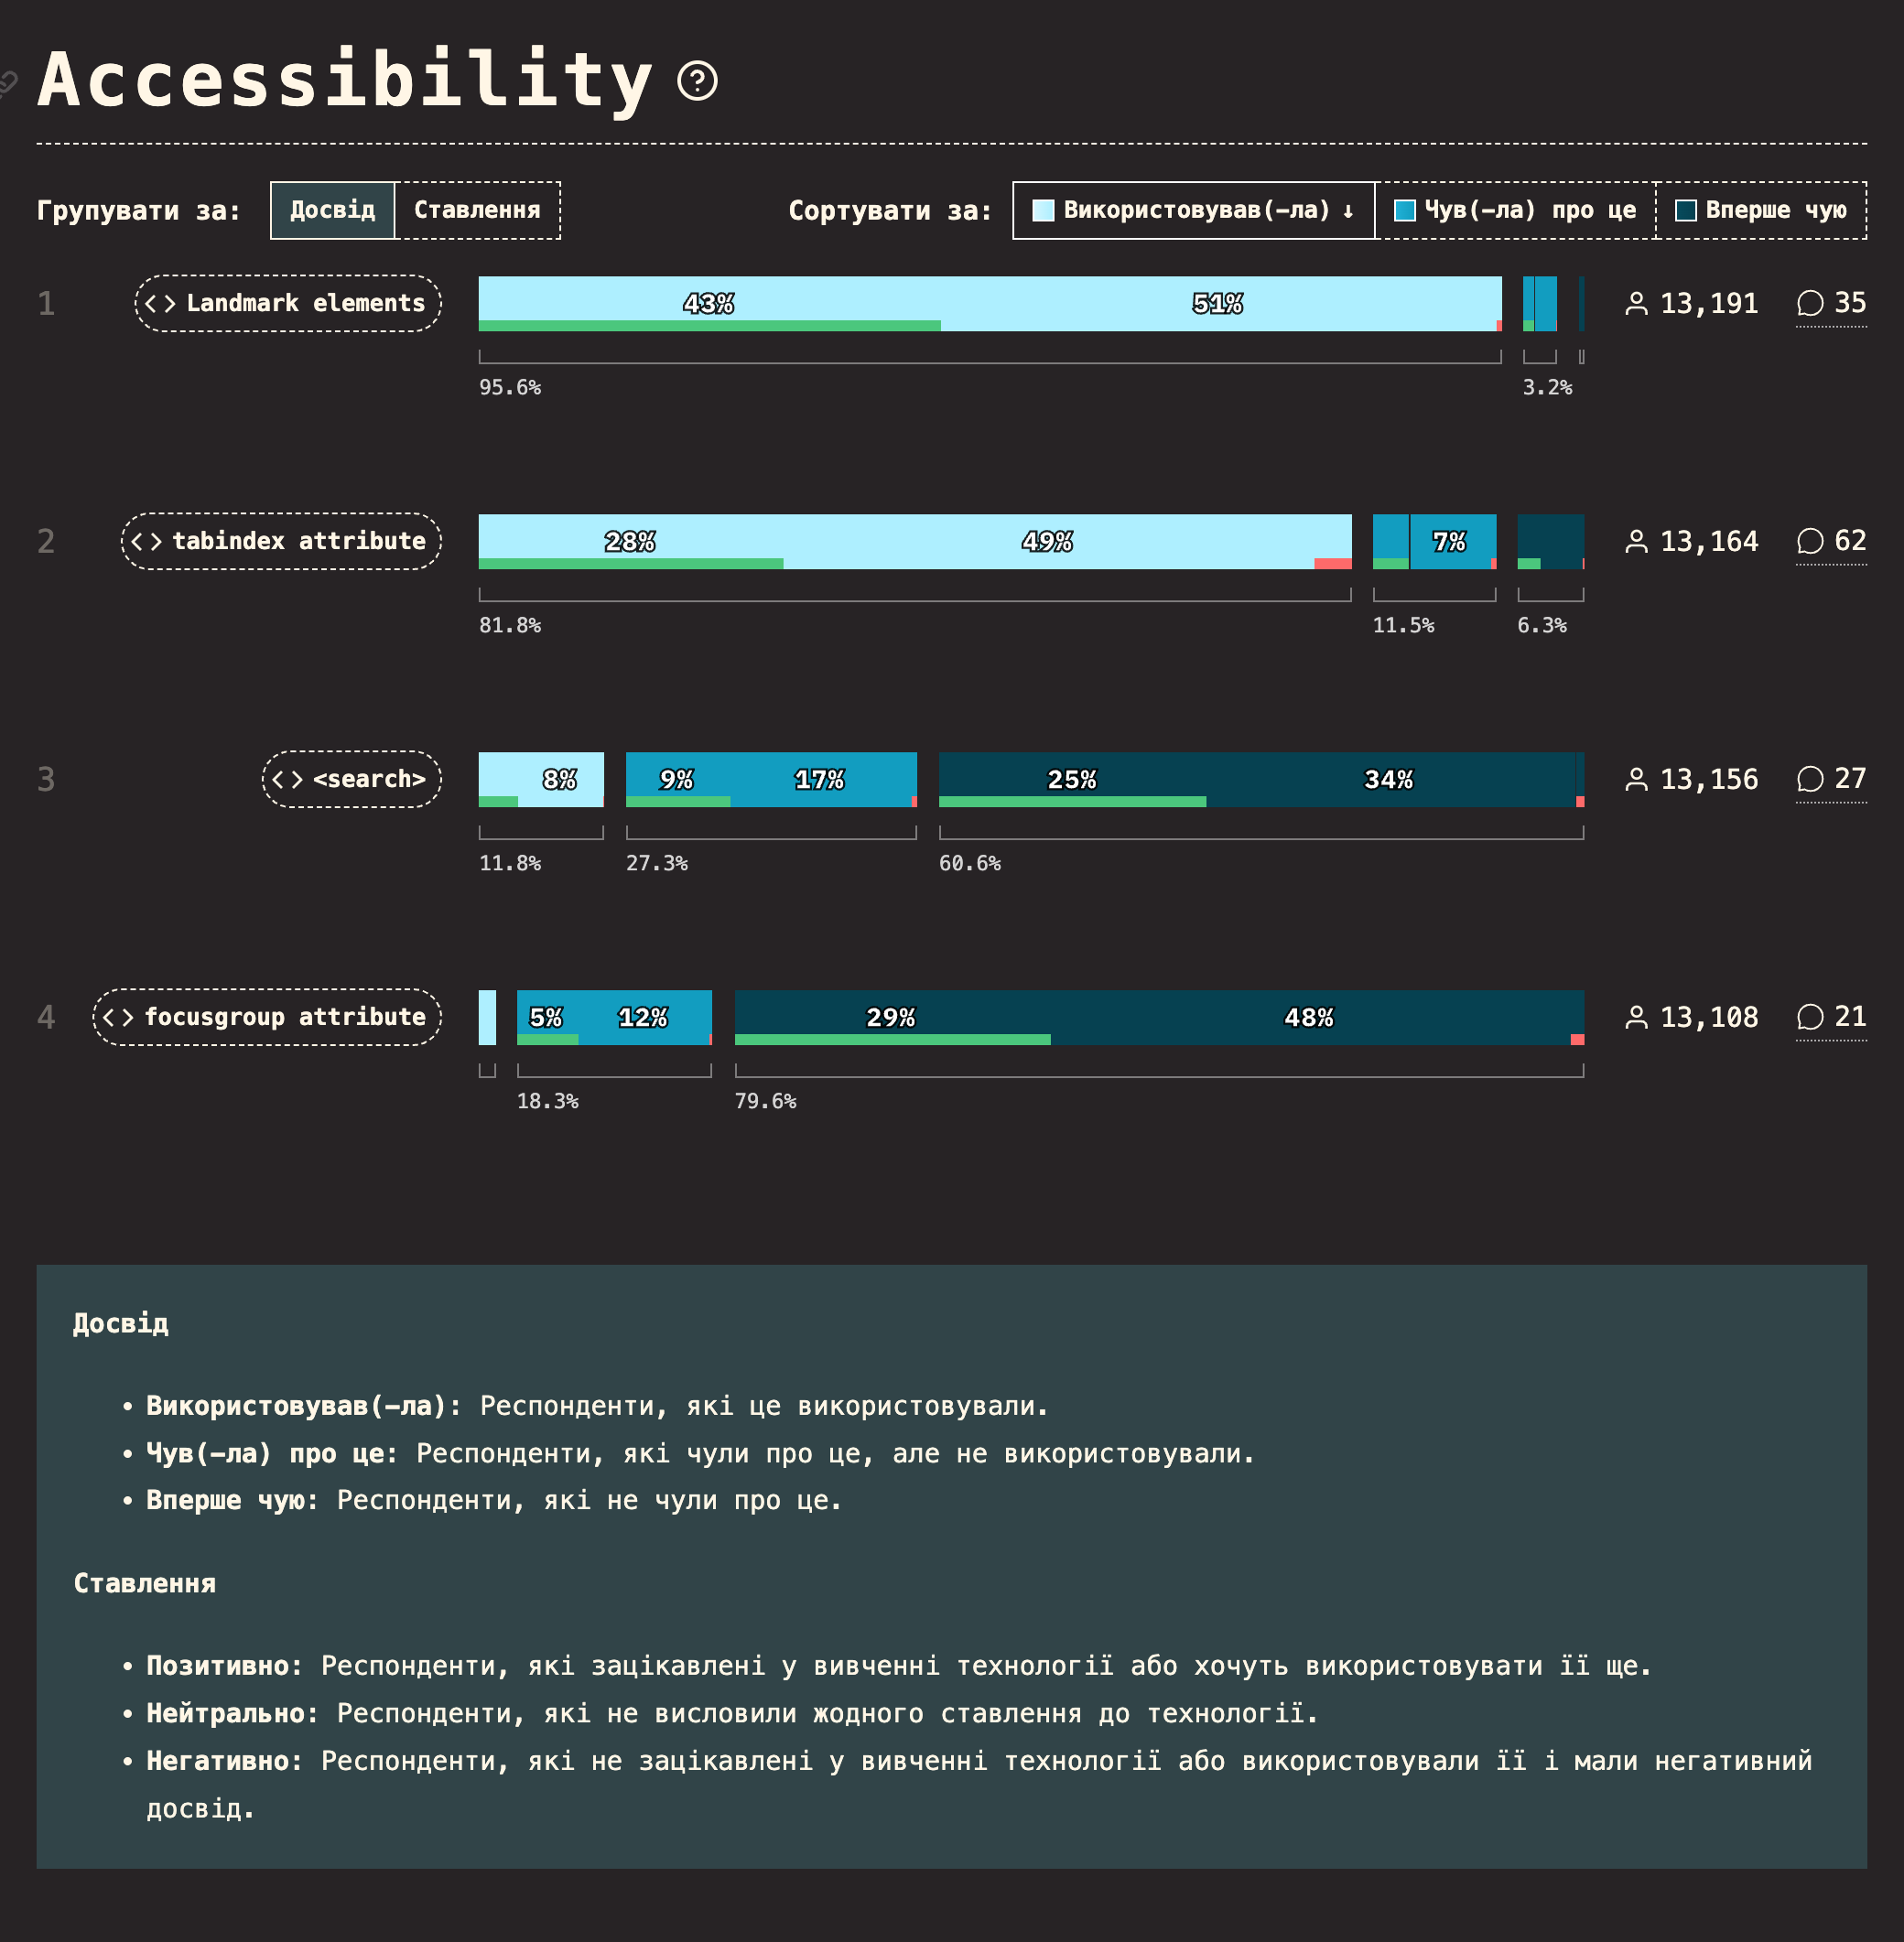 Accessibility
Групувати за: Досвід Ставлення Сортувати за: Використовував(-ла) ↓ Чув(-ла) про це Вперше чую
1 <> Landmark elements 43% 51% 13,191 35
95.6% 3.2%
2 <> tabindex attribute 28% 49% 7% 13,164 62
81.8% 11.5% 6.3%
3 <> <search> 8% 9% 17% 25% 34% 13,156 27
11.8% 27.3% 60.6%
4 <> focusgroup attribute 5% 12% 29% 48% 13,108 21
18.3% 79.6%
Досвід
• Використовував(-ла): Респонденти, які це використовували.
• Чув(-ла) про це: Респонденти, які чули про це, але не використовували.
• Вперше чую: Респонденти, які не чули про це.
Ставлення
• Позитивно: Респонденти, які зацікавлені у вивченні технології або хочуть використовувати її ще.
• Нейтрально: Респонденти, які не висловили жодного ставлення до технології.
• Негативно: Респонденти, які не зацікавлені у вивченні технології або використовували її і мали негативний
досвід.